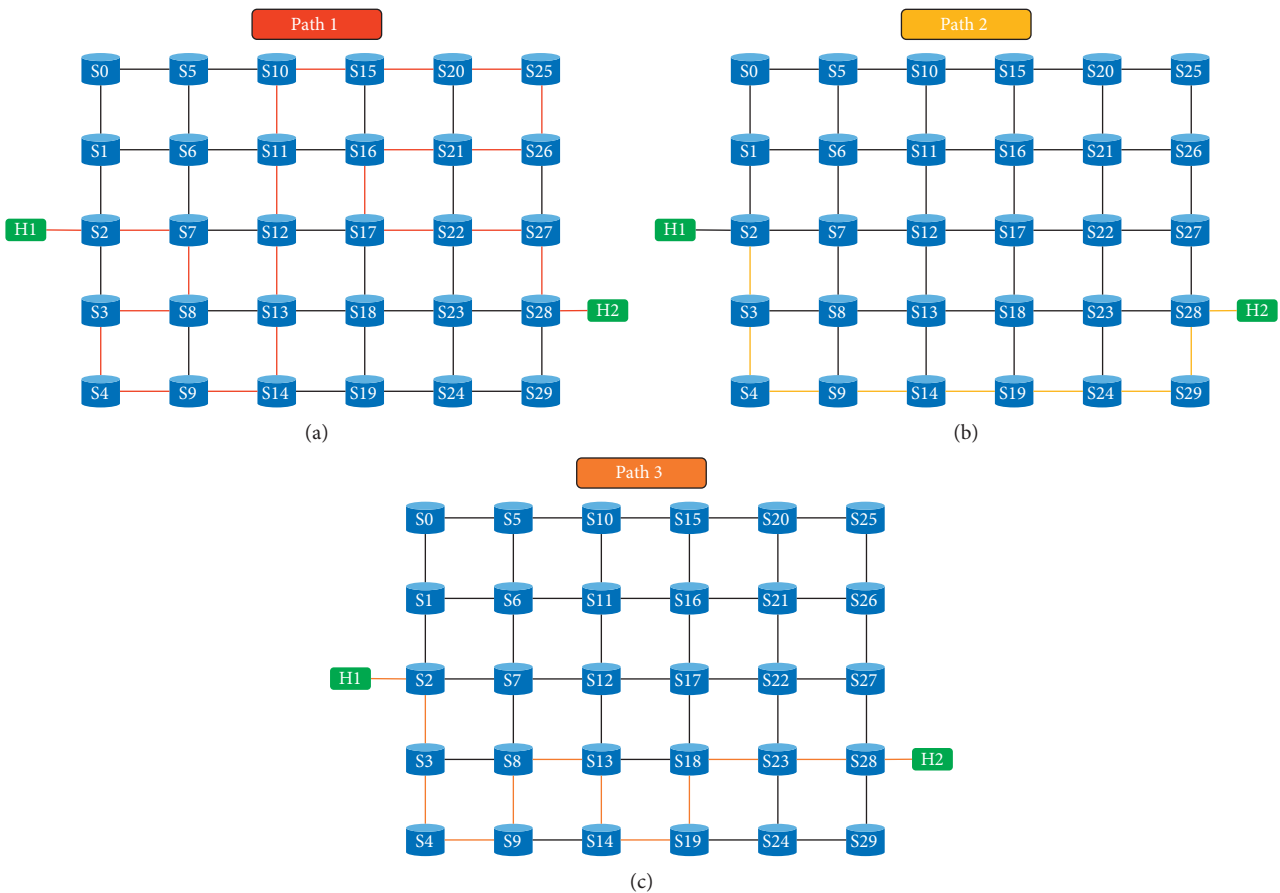 Path 1
S0 S5 S10 S15 S20 S25
S1 S6 S11 S16 S21 S26
H1 S2 S7 S12 S17 S22 S27
S3 S8 S13 S18 S23 S28 H2
S4 S9 S14 S19 S24 S29
(a)
Path 2
S0 S5 S10 S15 S20 S25
S1 S6 S11 S16 S21 S26
H1 S2 S7 S12 S17 S22 S27
S3 S8 S13 S18 S23 S28 H2
S4 S9 S14 S19 S24 S29
(b)
Path 3
S0 S5 S10 S15 S20 S25
S1 S6 S11 S16 S21 S26
H1 S2 S7 S12 S17 S22 S27
S3 S8 S13 S18 S23 S28 H2
S4 S9 S14 S19 S24 S29
(c)